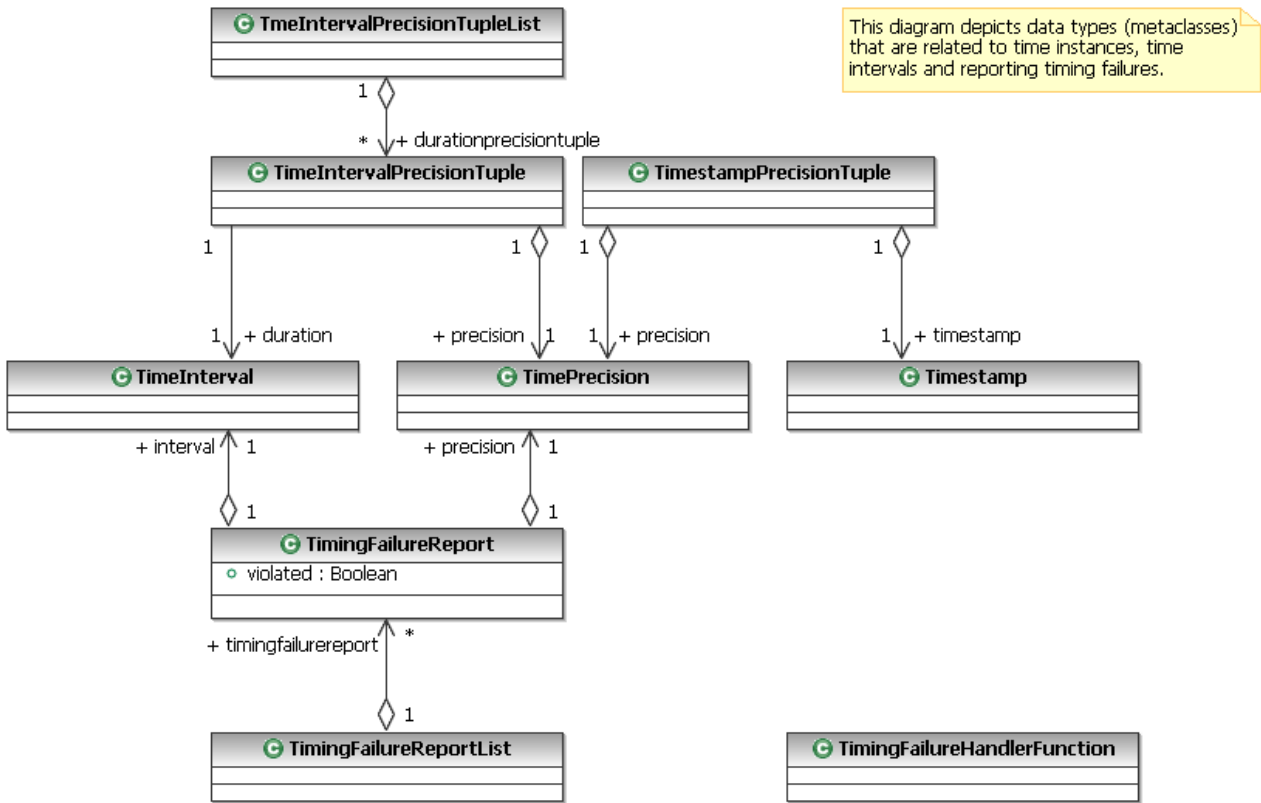 TmeIntervalPrecisionTupleList
This diagram depicts data types (metaclasses)
that are related to time instances, time
intervals and reporting timing failures.
1
* + durationprecisiontuple
TimeIntervalPrecisionTuple
TimestampPrecisionTuple
1 1 1 1
1 + duration
+ precision 1
1 + precision
1 + timestamp
TimeInterval
TimePrecision
Timestamp
+ interval 1
+ precision 1
1 1
TimingFailureReport
violated : Boolean
+ timingfailurereport *
1
TimingFailureReportList
TimingFailureHandlerFunction